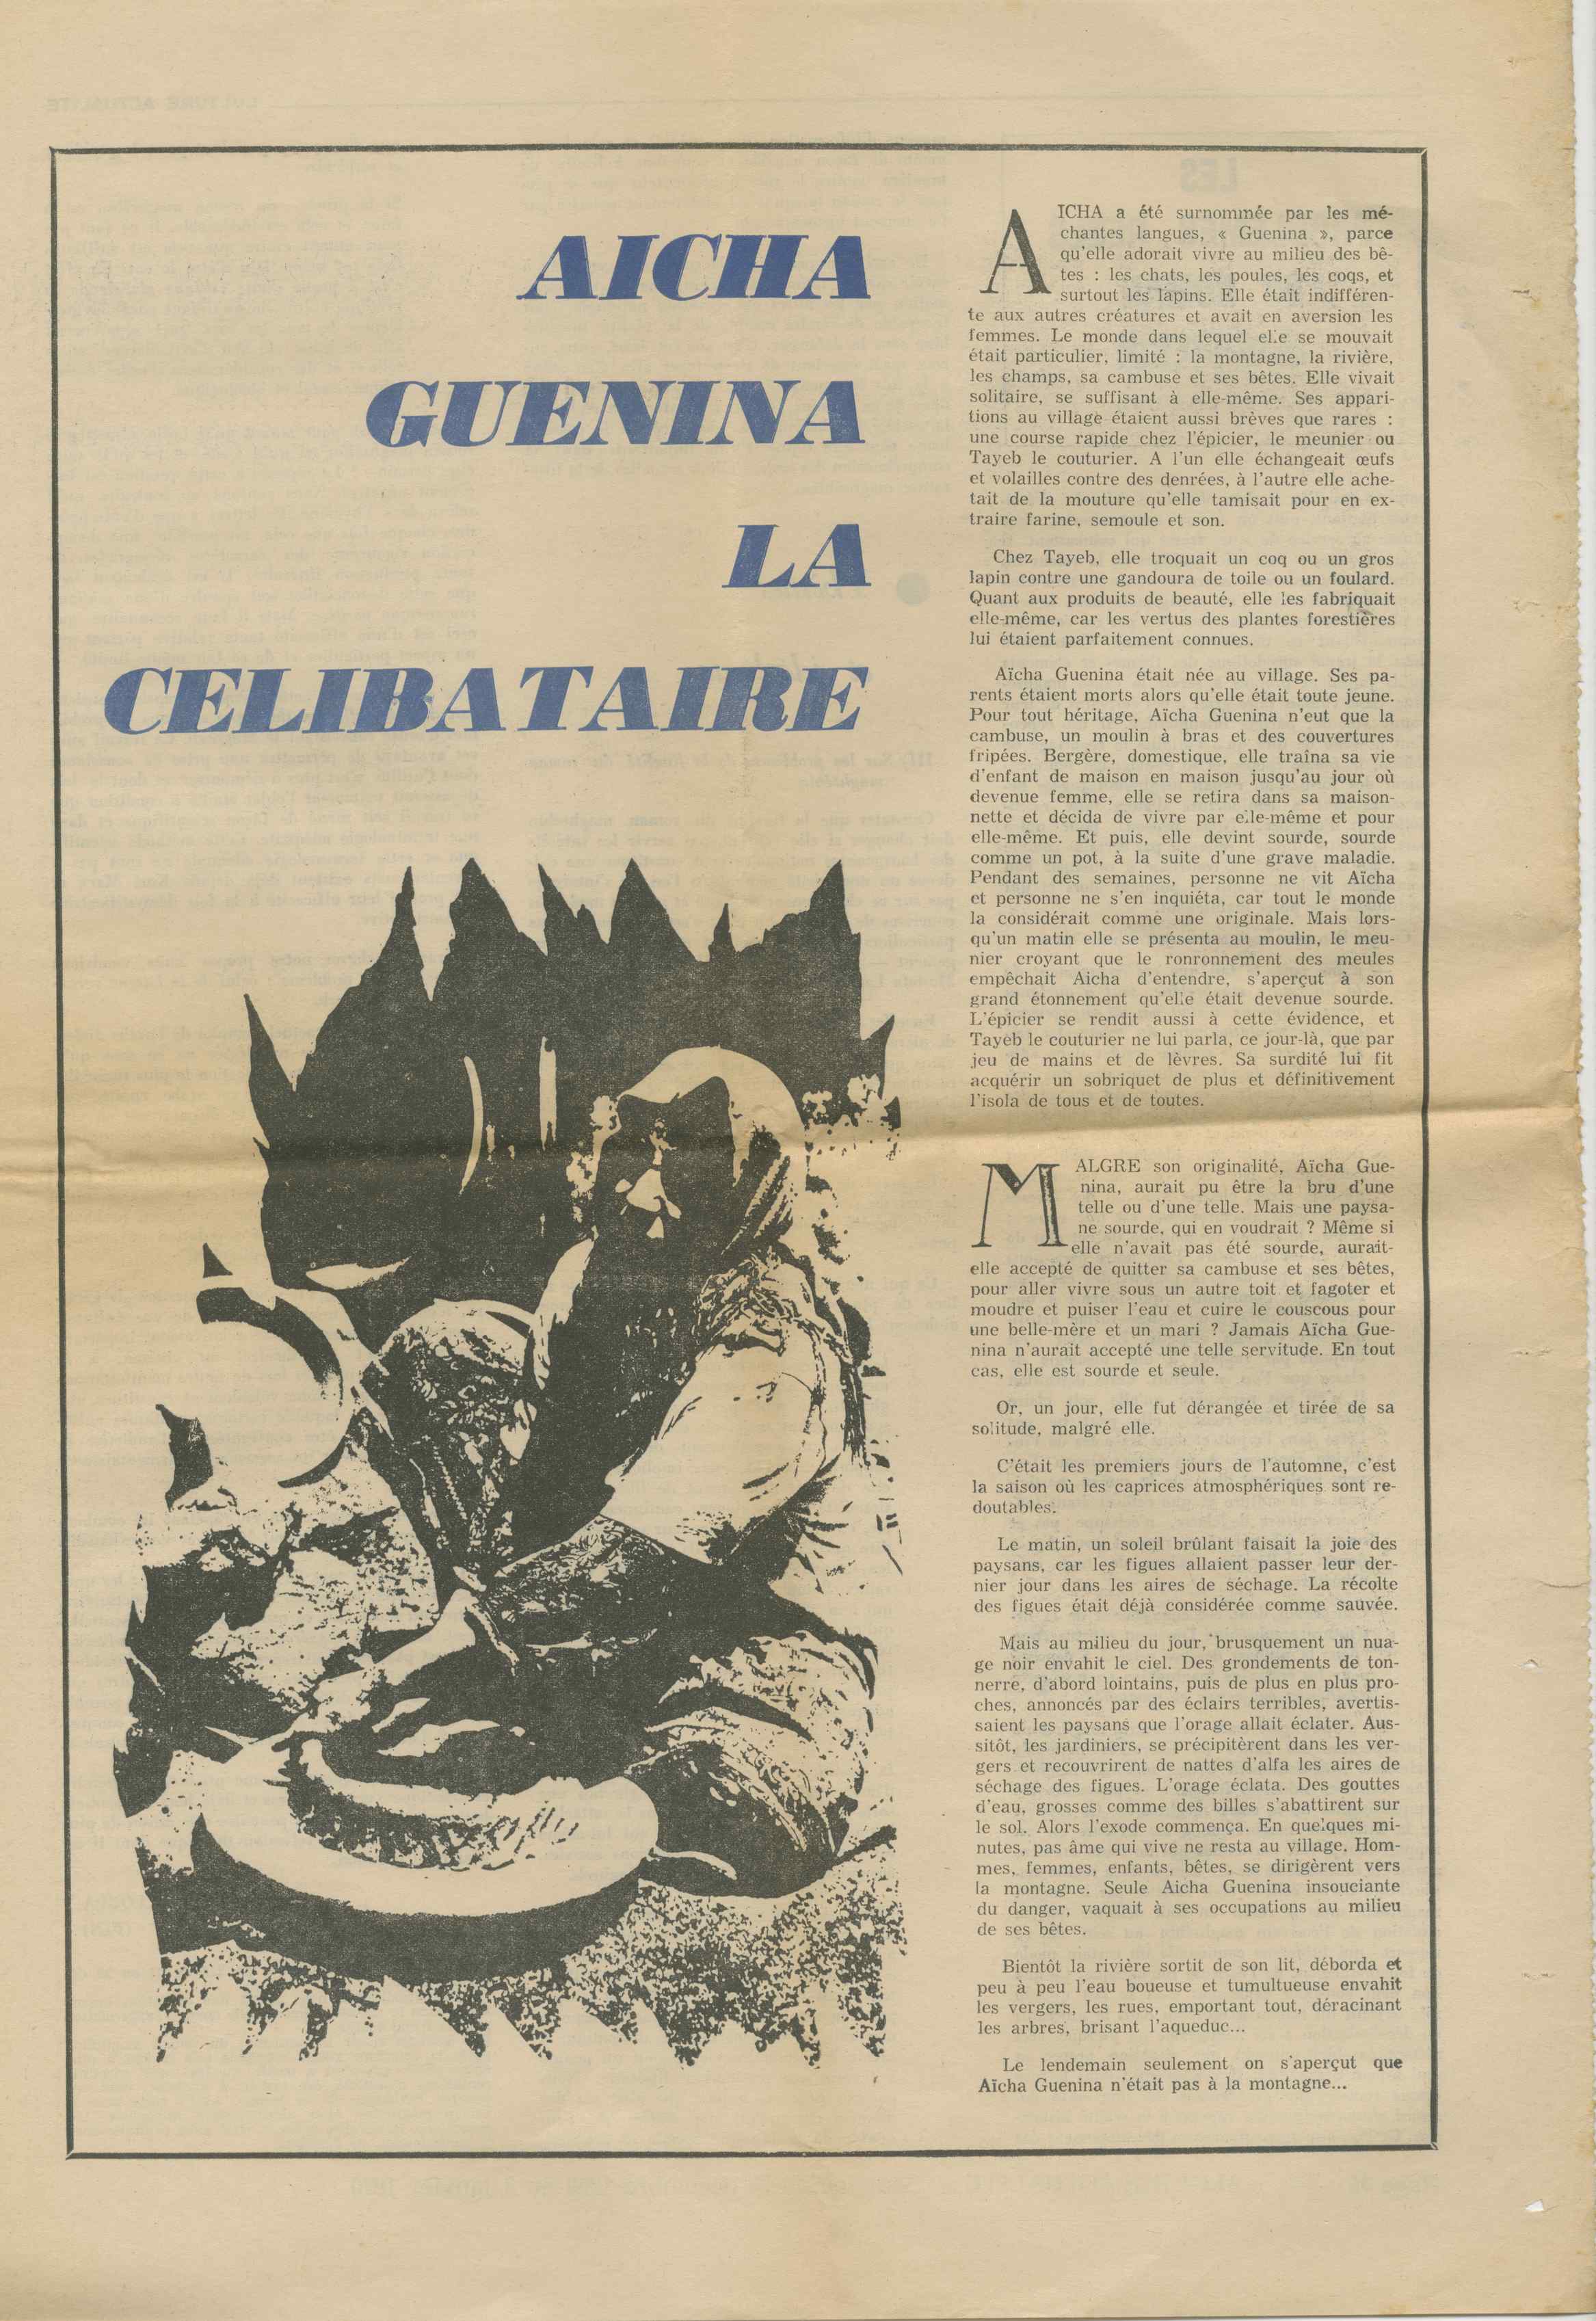 AICHA
GUENINA
LA
CELIBATAIRE
AICHA a été surnommée par les mé-
chantes langues, « Guenina », parce
qu'elle adorait vivre au milieu des bê-
tes : les chats, les poules, les coqs, et
surtout les lapins. Elle était indifféren-
te aux autres créatures et avait en aversion les
femmes. Le monde dans lequel elle se mouvait
était particulier, limité : la montagne, la rivière,
les champs, sa cambuse et ses bêtes. Elle vivait
solitaire, se suffisant à elle-même. Ses appari-
tions au village étaient aussi brèves que rares :
une course rapide chez l'épicier, le meunier ou
Tayeb le couturier. A l'un elle échangeait œufs
et volailles contre des denrées, à l'autre elle ache-
tait de la mouture qu'elle tamisait pour en ex-
traire farine, semoule et son.
Chez Tayeb, elle troquait un coq ou un gros
lapin contre une gandoura de toile ou un foulard.
Quant aux produits de beauté, elle les fabriquait
elle-même, car les vertus des plantes forestières
lui étaient parfaitement connues.
Aïcha Guenina était née au village. Ses pa-
rents étaient morts alors qu'elle était toute jeune.
Pour tout héritage, Aïcha Guenina n'eut que la
cambuse, un moulin à bras et des couvertures
fripées. Bergère, domestique, elle traîna sa vie
d'enfant de maison en maison jusqu'au jour où
devenue femme, elle se retira dans sa maison-
nette et décida de vivre par elle-même et pour
elle-même. Et puis, elle devint sourde, sourde
comme un pot, à la suite d'une grave maladie.
Pendant des semaines, personne ne vit Aïcha
et personne ne s'en inquiéta, car tout le monde
la considérait comme une originale. Mais lors-
qu'un matin elle se présenta au moulin, le meu-
nier croyant que le ronronnement des meules
empêchait Aicha d'entendre, s'aperçut à son
grand étonnement qu'elle était devenue sourde.
L'épicier se rendit aussi à cette évidence, et
Tayeb le couturier ne lui parla, ce jour-là, que par
jeu de mains et de lèvres. Sa surdité lui fit
acquérir un sobriquet de plus et définitivement
l'isola de tous et de toutes.
MALGRE son originalité, Aïcha Gue-
nina, aurait pu être la bru d'une
telle ou d'une telle. Mais une paysa-
ne sourde, qui en voudrait ? Même si
elle n'avait pas été sourde, aurait-
elle accepté de quitter sa cambuse et ses bêtes,
pour aller vivre sous un autre toit et fagoter et
moudre et puiser l'eau et cuire le couscous pour
une belle-mère et un mari ? Jamais Aïcha Gue-
nina n'aurait accepté une telle servitude. En tout
cas, elle est sourde et seule.
Or, un jour, elle fut dérangée et tirée de sa
solitude, malgré elle.
C'était les premiers jours de l'automne, c'est
la saison où les caprices atmosphériques sont re-
doutables.
Le matin, un soleil brûlant faisait la joie des
paysans, car les figues allaient passer leur der-
nier jour dans les aires de séchage. La récolte
des figues était déjà considérée comme sauvée.
Mais au milieu du jour, brusquement un nua-
ge noir envahit le ciel. Des grondements de ton-
nerre, d'abord lointains, puis de plus en plus pro-
ches, annoncés par des éclairs terribles, avertis-
saient les paysans que l'orage allait éclater. Aus-
sitôt, les jardiniers, se précipitèrent dans les ver-
gers et recouvrirent de nattes d'alfa les aires de
séchage des figues. L'orage éclata. Des gouttes
d'eau, grosses comme des billes s'abattirent sur
le sol. Alors l'exode commença. En quelques mi-
nutes, pas âme qui vive ne resta au village. Hom-
mes, femmes, enfants, bêtes, se dirigèrent vers
la montagne. Seule Aicha Guenina insouciante
du danger, vaquait à ses occupations au milieu
de ses bêtes.
Bientôt la rivière sortit de son lit, déborda et
peu à peu l'eau boueuse et tumultueuse envahit
les vergers, les rues, emportant tout, déracinant
les arbres, brisant l'aqueduc...
Le lendemain seulement on s'aperçut que
Aïcha Guenina n'était pas à la montagne...